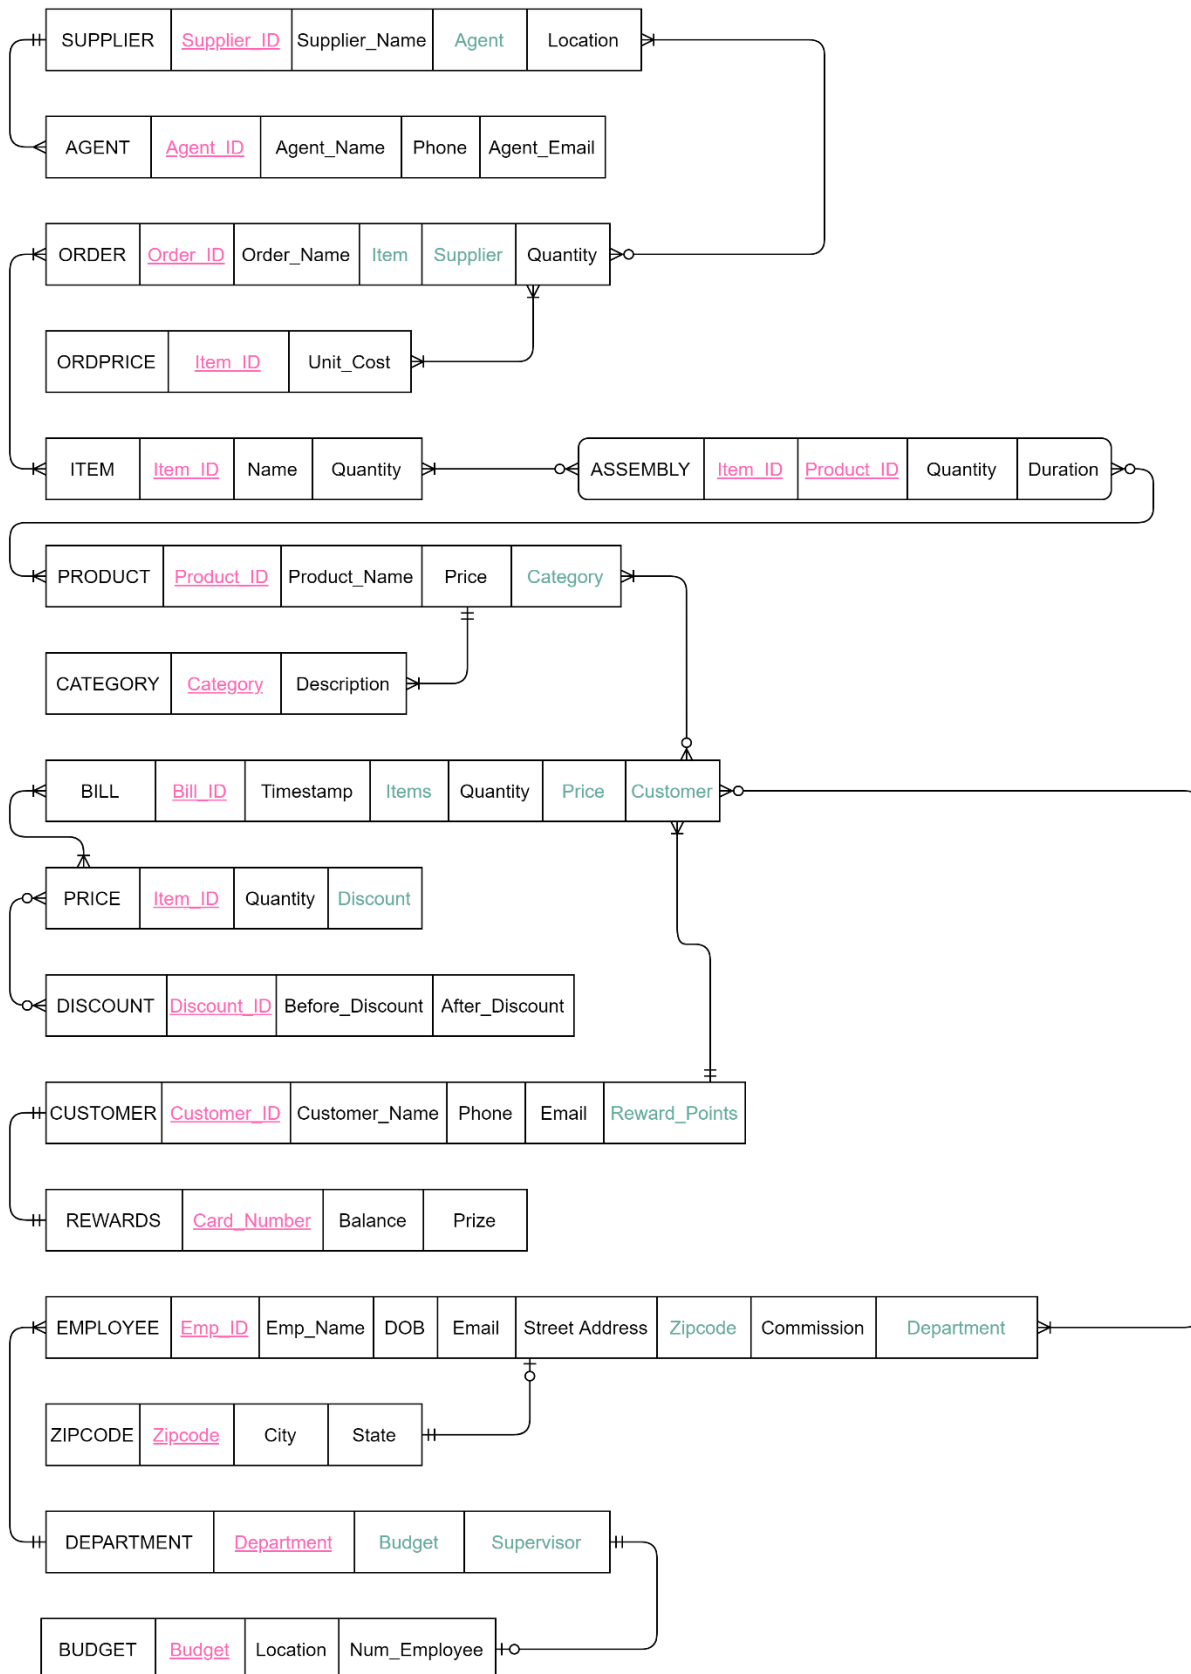 SUPPLIER Supplier_ID Supplier_Name Agent Location
AGENT Agent_ID Agent_Name Phone Agent_Email
ORDER Order_ID Order_Name Item Supplier Quantity
ORDPRICE Item_ID Unit_Cost
ITEM Item_ID Name Quantity ASSEMBLY Item_ID Product_ID Quantity Duration
PRODUCT Product_ID Product_Name Price Category
CATEGORY Category Description
BILL Bill_ID Timestamp Items Quantity Price Customer
PRICE Item_ID Quantity Discount
DISCOUNT Discount_ID Before_Discount After_Discount
CUSTOMER Customer_ID Customer_Name Phone Email Reward_Points
REWARDS Card_Number Balance Prize
EMPLOYEE Emp_ID Emp_Name DOB Email Street Address Zipcode Commission Department
ZIPCODE Zipcode City State
DEPARTMENT Department Budget Supervisor
BUDGET Budget Location Num_Employee